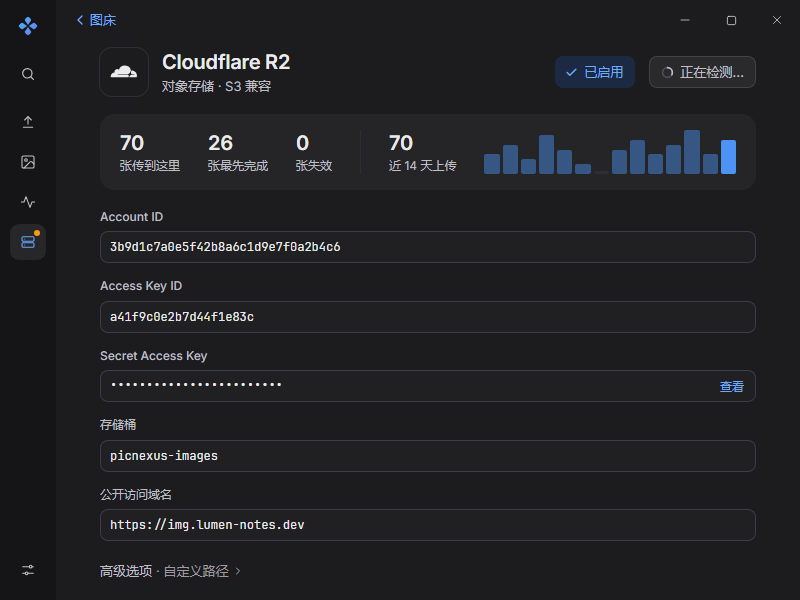 图床
Cloudflare R2
对象存储 · S3 兼容
已启用
正在检测...
70
张传到这里
26
张最先完成
0
张失效
70
近 14 天上传
Account ID
3b9d1c7a0e5f42b8a6c1d9e7f0a2b4c6
Access Key ID
a41f9c0e2b7d44f1e83c
Secret Access Key
••••••••••••••••••••••••
查看
存储桶
picnexus-images
公开访问域名
https://img.lumen-notes.dev
高级选项 · 自定义路径